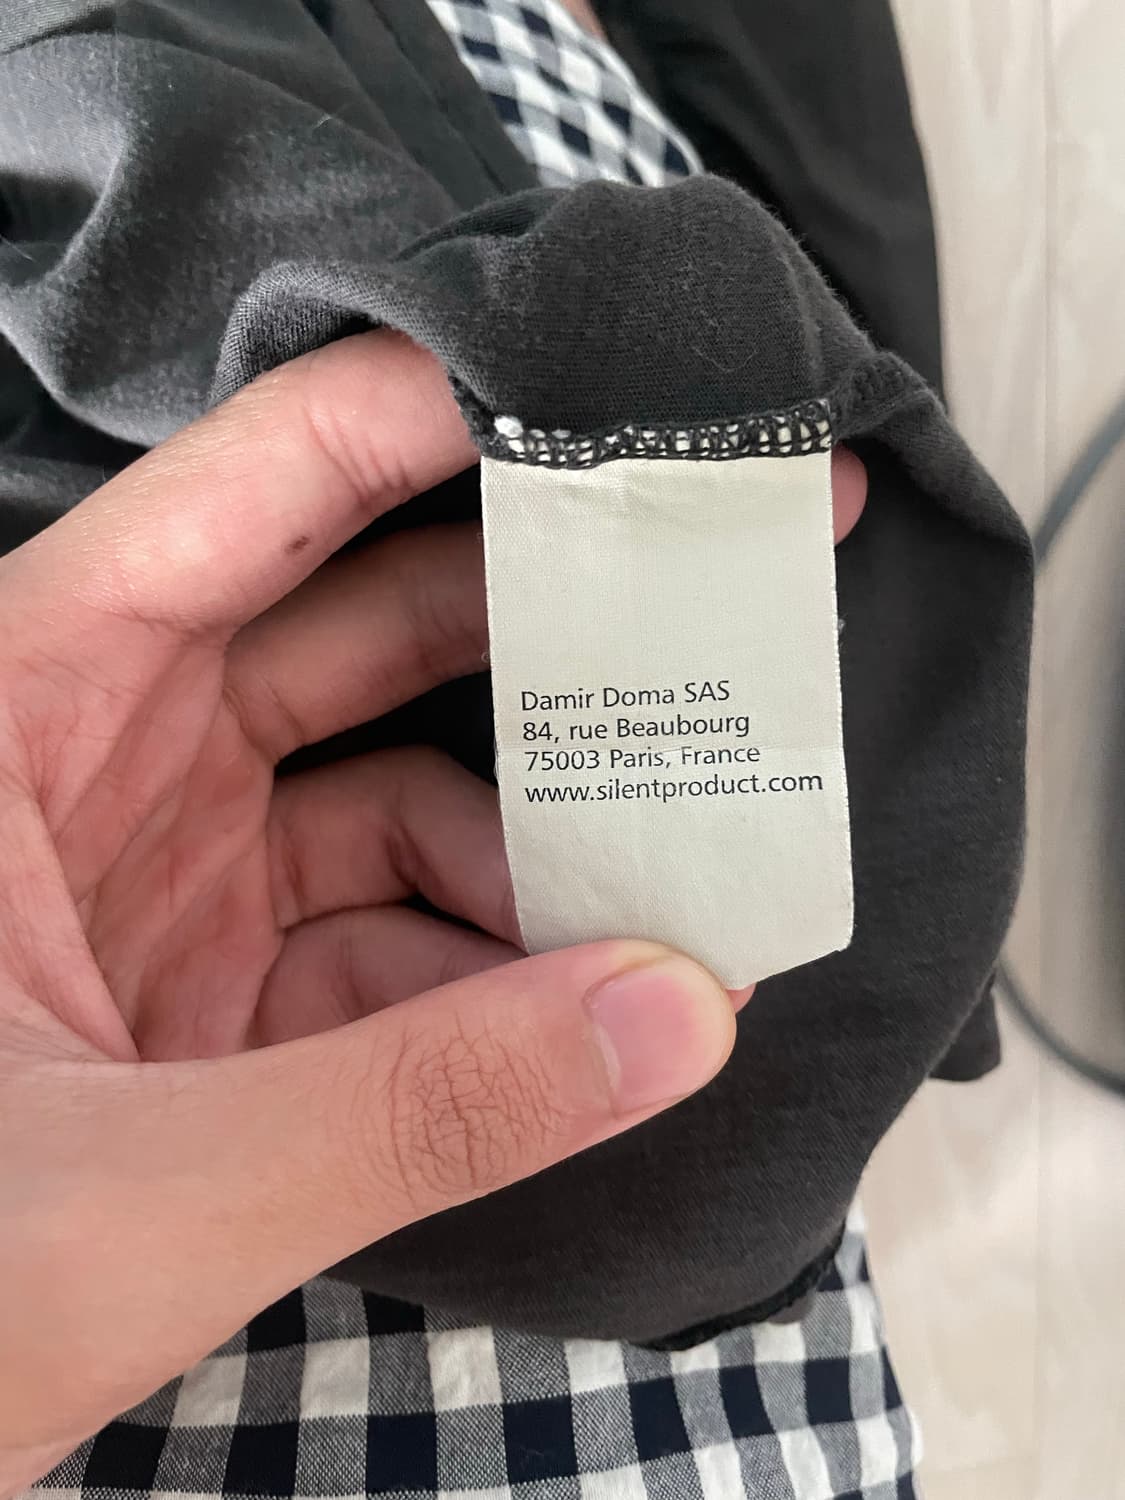 Damir Doma SAS
84, rue Beaubourg
75003 Paris, France
www.silentproduct.com